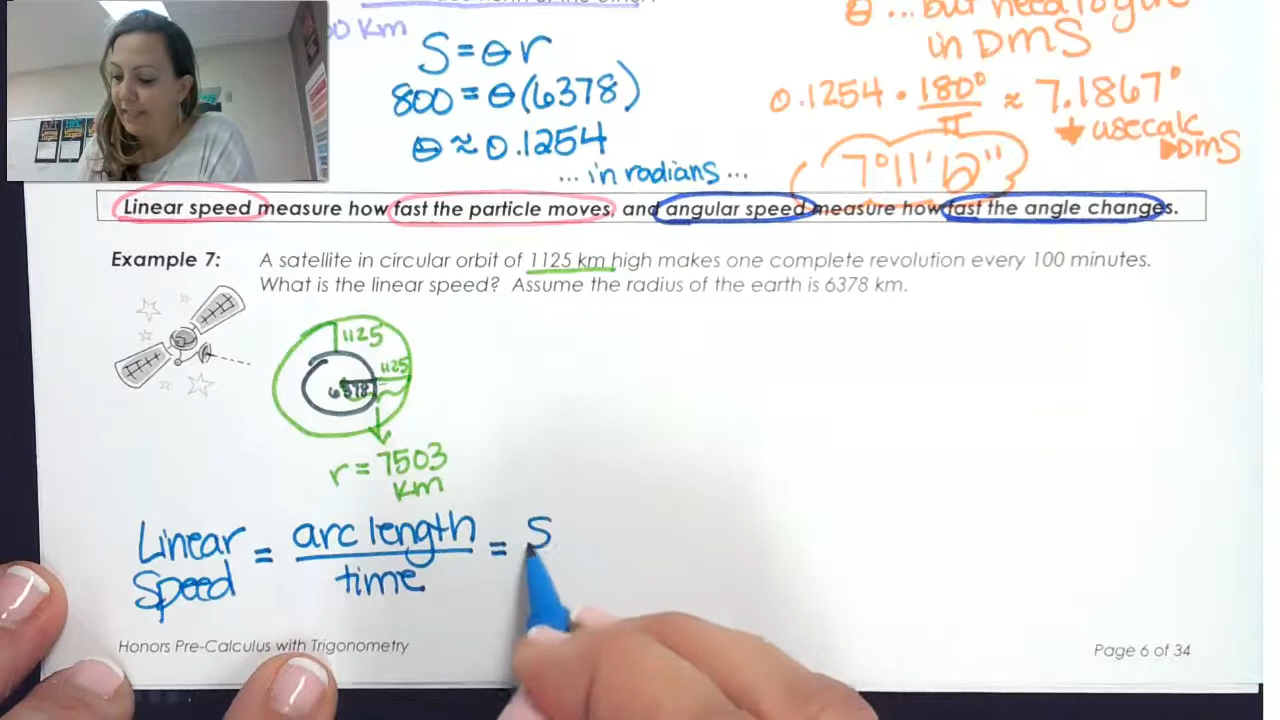 00 Km
S = θ r
800 = θ (6378)
θ ≈ 0.1254
... in radians ...
θ ... but need to give
in DMS
0.1254 • 180° / π ≈ 7.1867°
use calc
▶DMS
7° 11' 12"
Linear speed measure how fast the particle moves, and angular speed measure how fast the angle changes.
Example 7: A satellite in circular orbit of 1125 km high makes one complete revolution every 100 minutes.
What is the linear speed? Assume the radius of the earth is 6378 km.
1125
1125
6378
r = 7503
Km
Linear Speed = arc length / time = S
Honors Pre-Calculus with Trigonometry
Page 6 of 34